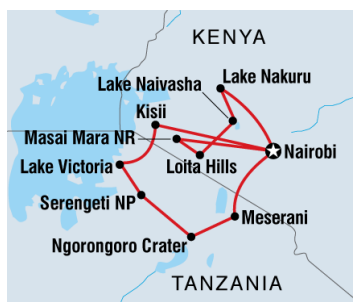 KENYA
Lake Nakuru
Lake Naivasha
Kisii
Masai Mara NR
Nairobi
Lake Victoria
Loita Hills
Serengeti NP
Meserani
Ngorongoro Crater
TANZANIA